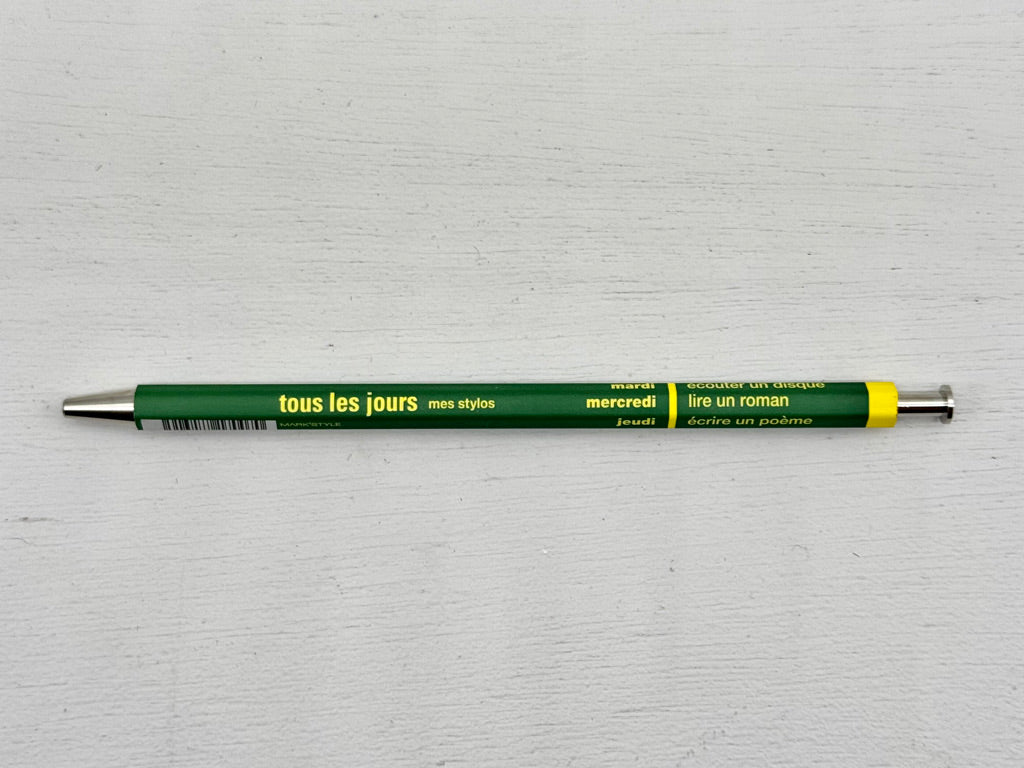 tous les jours mes stylos
MARK'STYLE
mardi écouter un disque
mercredi lire un roman
jeudi écrire un poème